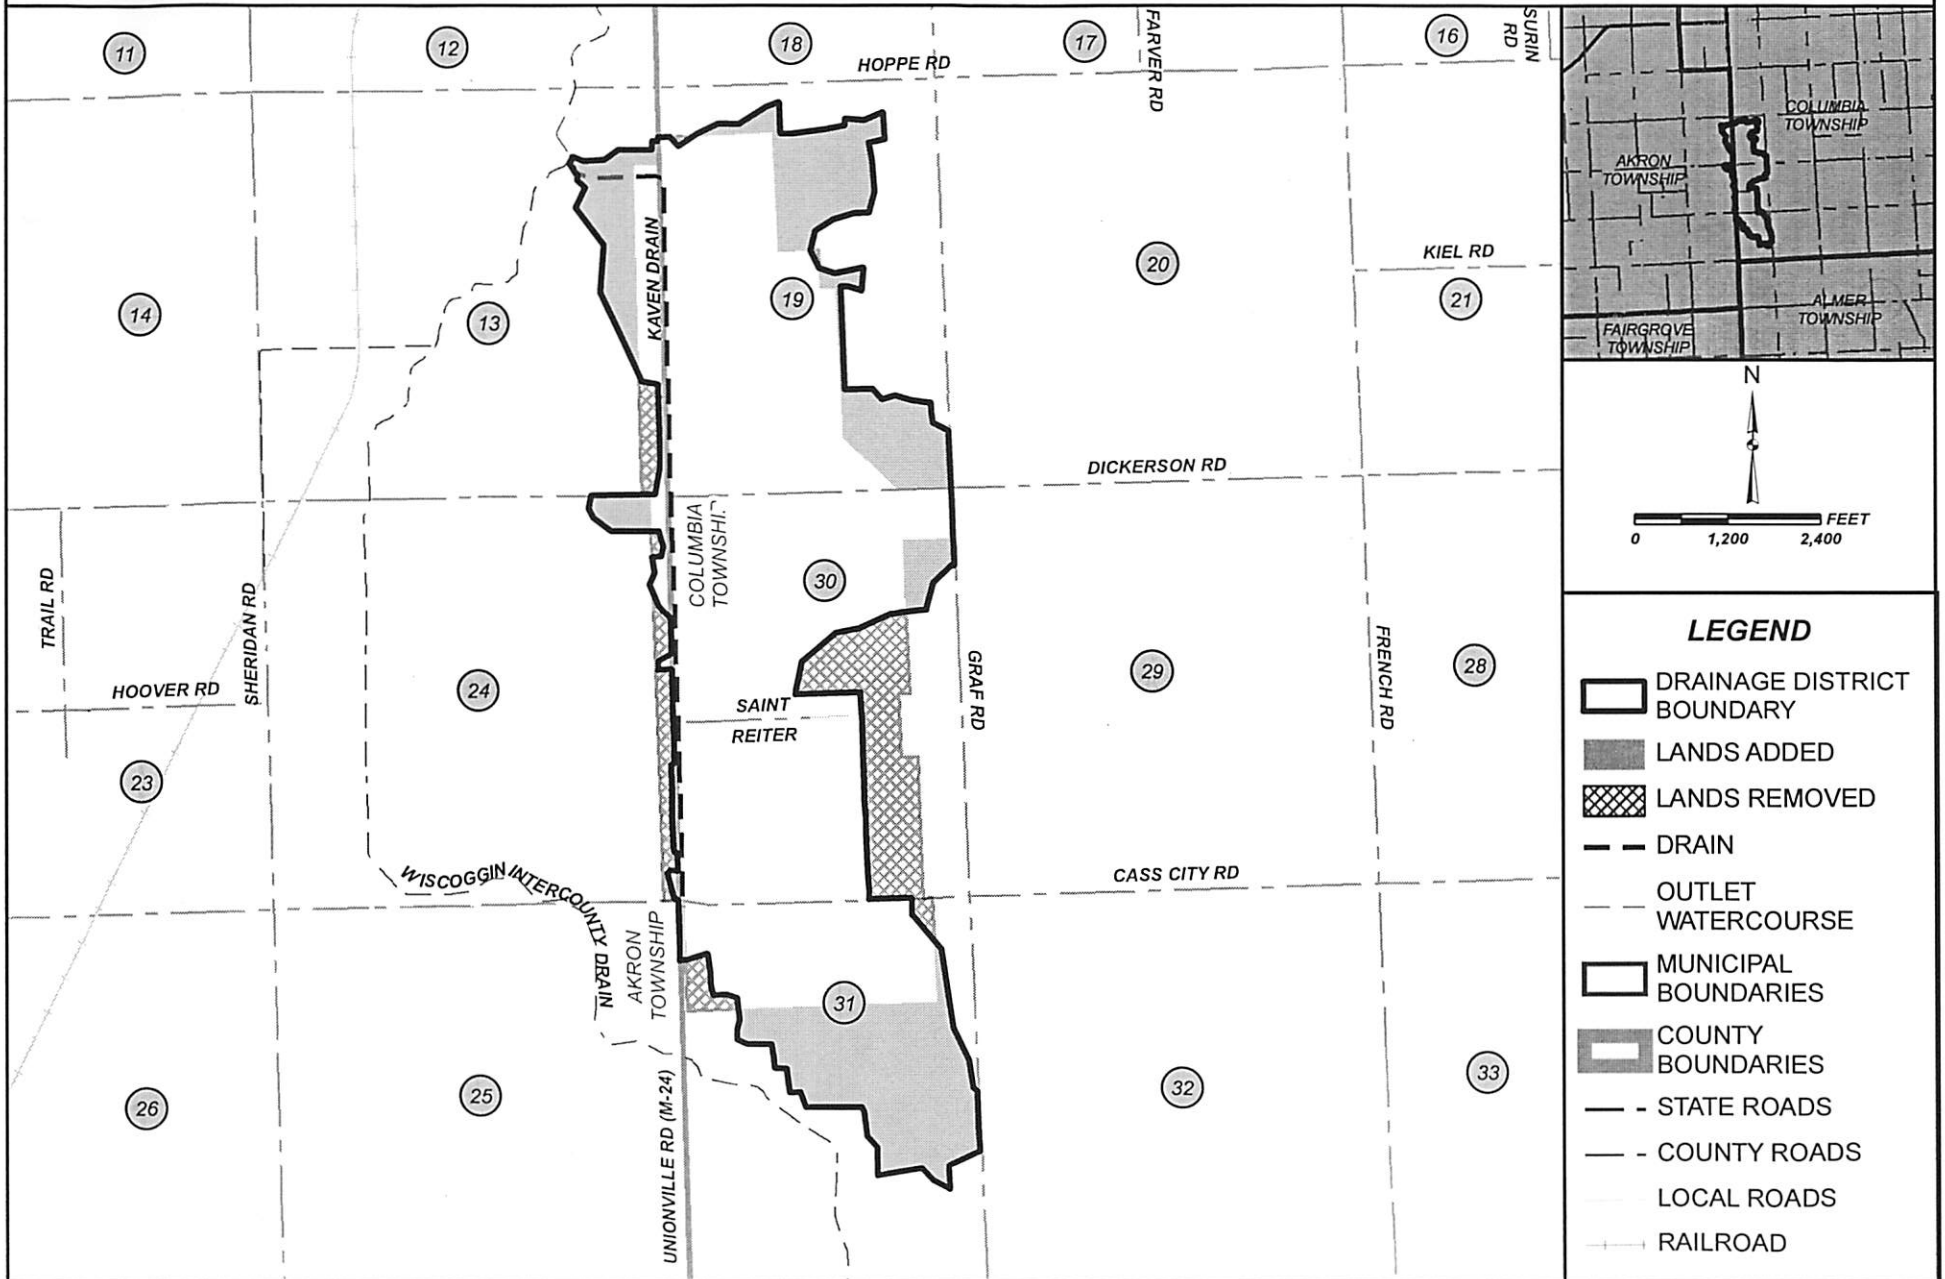 11
12
18
17
16
HOPPE RD
FARVER RD
SURIN
RD
14
13
KAVEN DRAIN
19
20
KIEL RD
21
DICKERSON RD
COLUMBIA
TOWNSHI
TRAIL RD
SHERIDAN RD
30
GRAF RD
29
FRENCH RD
28
HOOVER RD
24
SAINT
REITER
23
WISCOGGIN INTERCOUNTY DRAIN
CASS CITY RD
AKRON
TOWNSHIP
31
26
25
UNIONVILLE RD (M-24)
32
33
COLUMBIA
TOWNSHIP
AKRON
TOWNSHIP
ALMER
TOWNSHIP
FAIRGROVE
TOWNSHIP
N
FEET
0 1,200 2,400
LEGEND
DRAINAGE DISTRICT
BOUNDARY
LANDS ADDED
LANDS REMOVED
DRAIN
OUTLET
WATERCOURSE
MUNICIPAL
BOUNDARIES
COUNTY
BOUNDARIES
STATE ROADS
COUNTY ROADS
LOCAL ROADS
RAILROAD